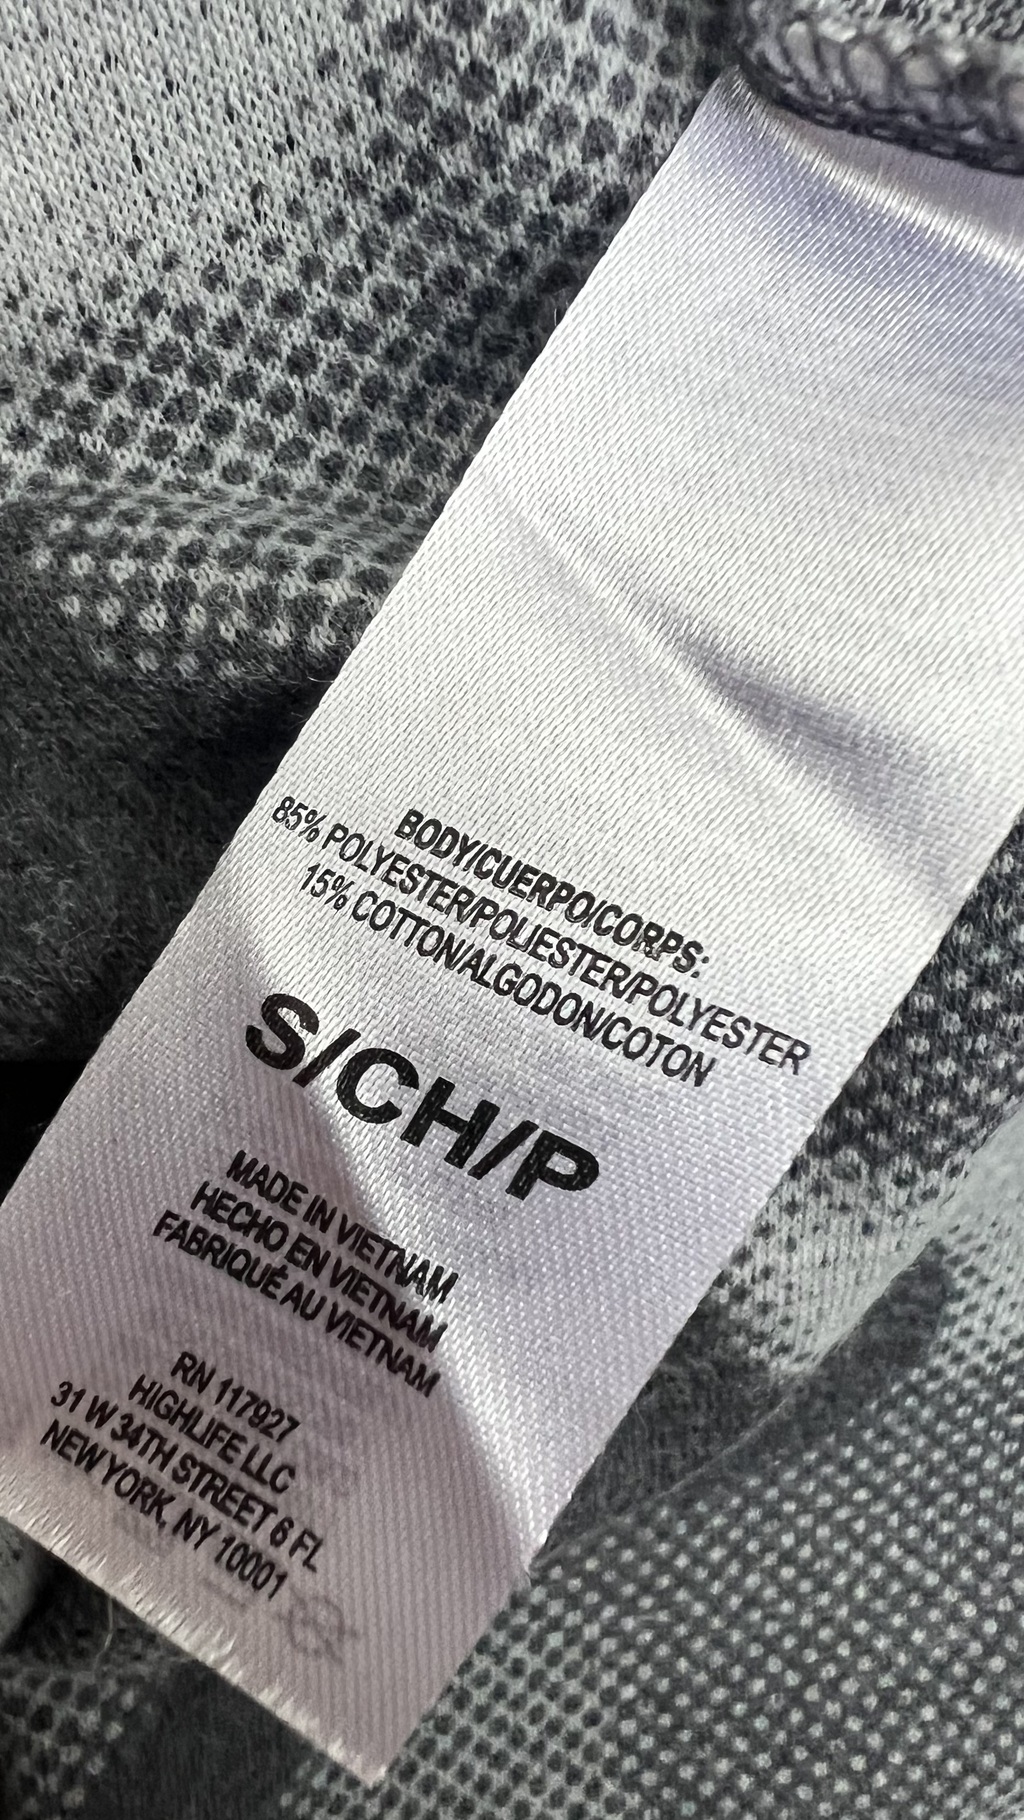 BODY/CUERPO/CORPS:
85% POLYESTER/POLIESTER/POLYESTER
15% COTTON/ALGODON/COTON
S/CH/P
MADE IN VIETNAM
HECHO EN VIETNAM
FABRIQUÉ AU VIETNAM
RN 117927
HIGHLIFE LLC
31 W 34TH STREET 6 FL
NEW YORK, NY 10001